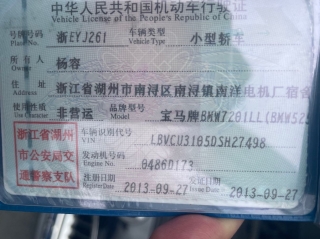 中华人民共和国机动车行驶证
Vehicle License of the People's Republic of China
号牌号码 浙EYJ261 车辆类型 小型轿车
Plate No. Vehicle Type
所有人 杨容
Owner
住址 浙江省湖州市南浔区南浔镇南洋电机厂宿舍
Address
使用性质 非营运 品牌型号 宝马牌BMW7201LL(BMW525
Use Character Model
浙江省湖州市公安局交通警察支队
车辆识别代号 LBVCU3105DSH27498
VIN
发动机号码 04860173
Engine No.
注册日期 2013-09-27 发证日期 2013-09-27
Register Date Issue Date